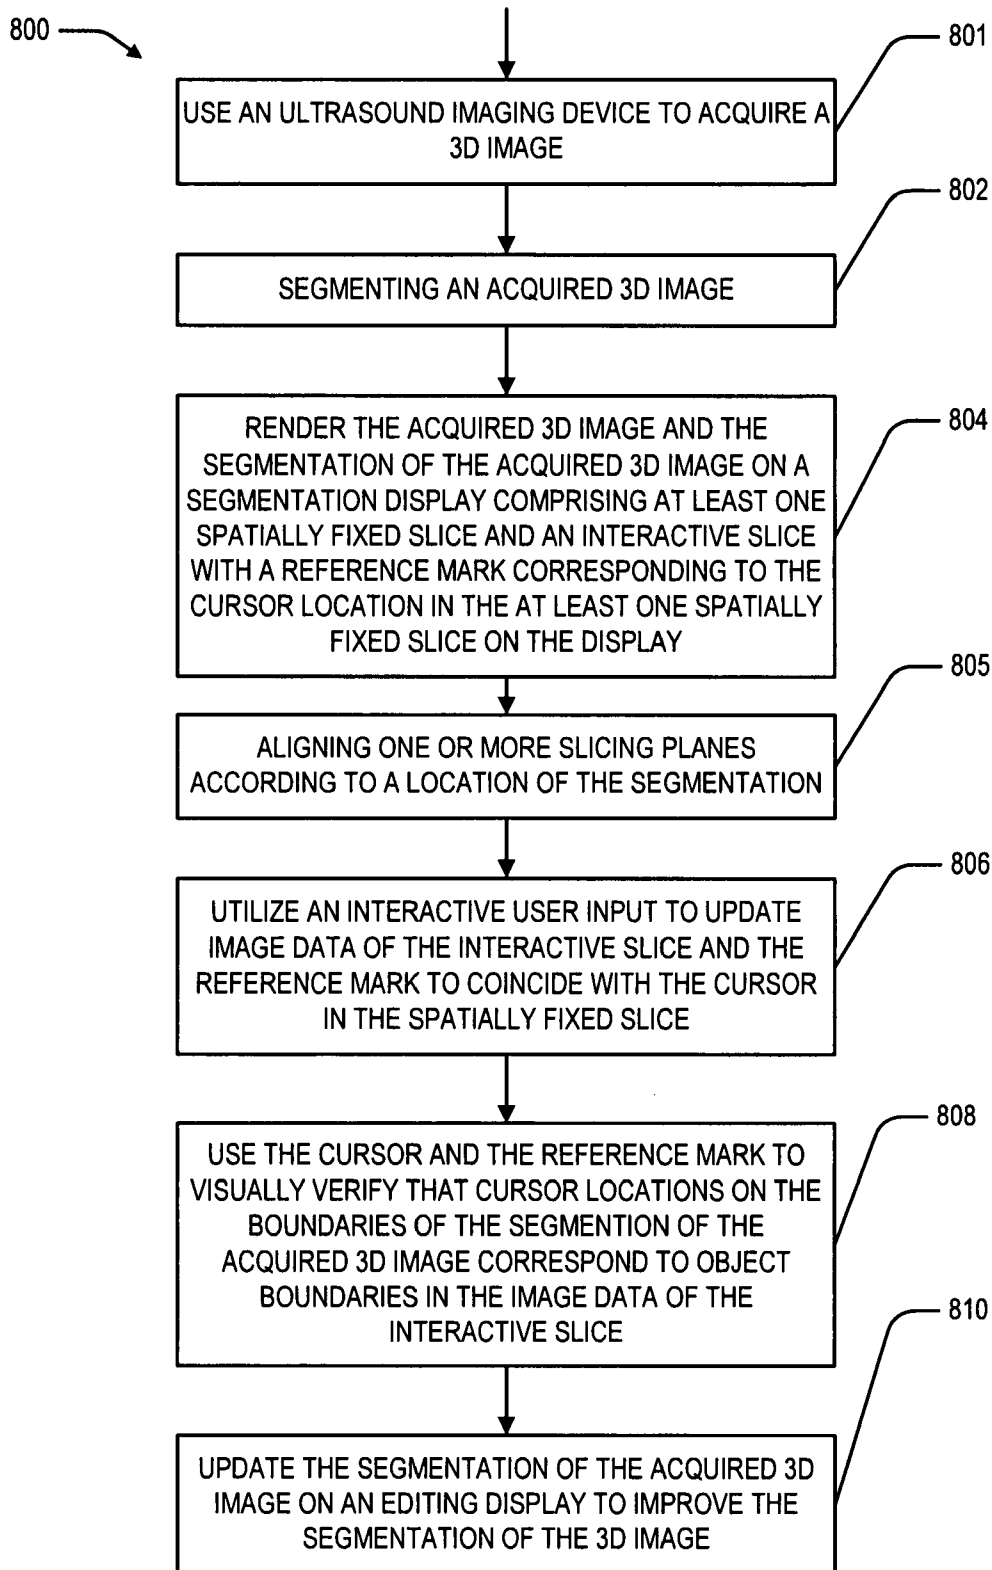 800
801
USE AN ULTRASOUND IMAGING DEVICE TO ACQUIRE A
3D IMAGE
802
SEGMENTING AN ACQUIRED 3D IMAGE
804
RENDER THE ACQUIRED 3D IMAGE AND THE
SEGMENTATION OF THE ACQUIRED 3D IMAGE ON A
SEGMENTATION DISPLAY COMPRISING AT LEAST ONE
SPATIALLY FIXED SLICE AND AN INTERACTIVE SLICE
WITH A REFERENCE MARK CORRESPONDING TO THE
CURSOR LOCATION IN THE AT LEAST ONE SPATIALLY
FIXED SLICE ON THE DISPLAY
805
ALIGNING ONE OR MORE SLICING PLANES
ACCORDING TO A LOCATION OF THE SEGMENTATION
806
UTILIZE AN INTERACTIVE USER INPUT TO UPDATE
IMAGE DATA OF THE INTERACTIVE SLICE AND THE
REFERENCE MARK TO COINCIDE WITH THE CURSOR
IN THE SPATIALLY FIXED SLICE
808
USE THE CURSOR AND THE REFERENCE MARK TO
VISUALLY VERIFY THAT CURSOR LOCATIONS ON THE
BOUNDARIES OF THE SEGMENTION OF THE
ACQUIRED 3D IMAGE CORRESPOND TO OBJECT
BOUNDARIES IN THE IMAGE DATA OF THE
INTERACTIVE SLICE
810
UPDATE THE SEGMENTATION OF THE ACQUIRED 3D
IMAGE ON AN EDITING DISPLAY TO IMPROVE THE
SEGMENTATION OF THE 3D IMAGE